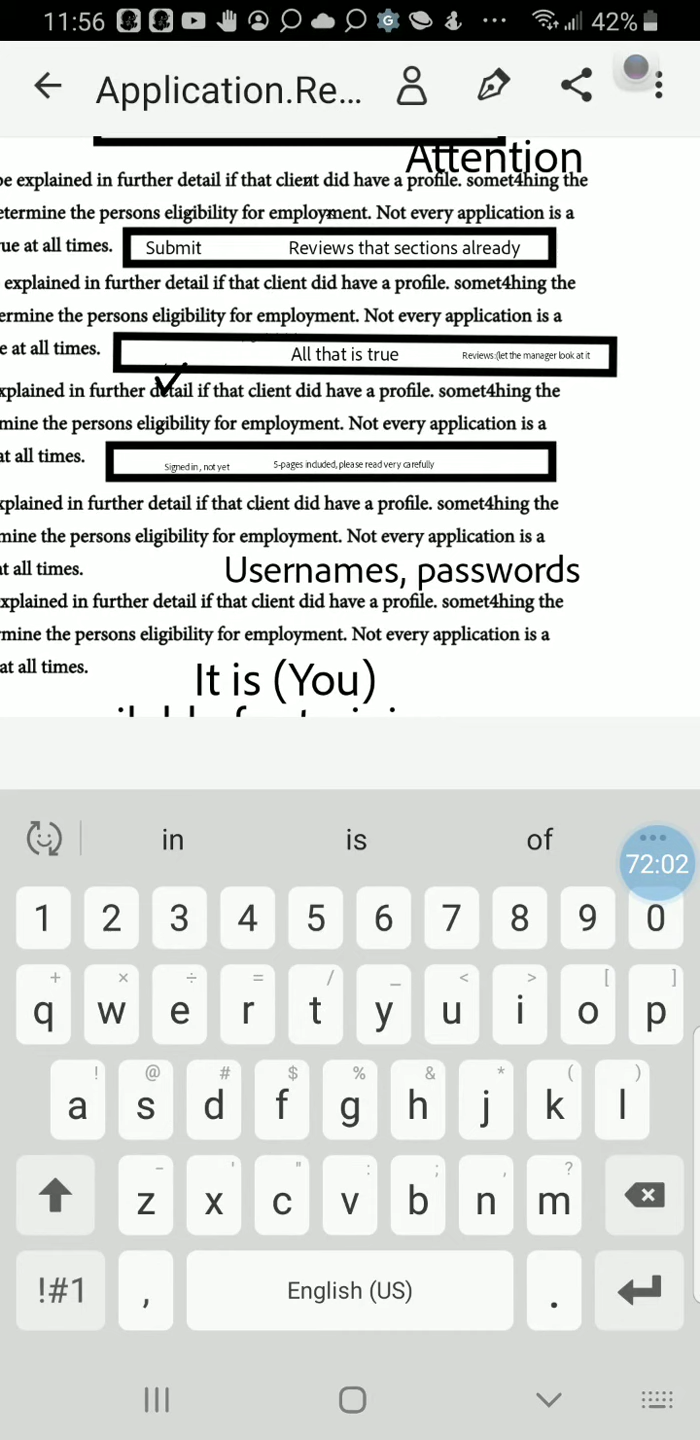 11:56 42%
Application.Re...
Attention
be explained in further detail if that client did have a profile. somet4hing the
etermine the persons eligibility for employment. Not every application is a
rue at all times.
Submit Reviews that sections already
explained in further detail if that client did have a profile. somet4hing the
ermine the persons eligibility for employment. Not every application is a
e at all times.
All that is true Reviews:(let the manager look at it
xplained in further detail if that client did have a profile. somet4hing the
mine the persons eligibility for employment. Not every application is a
at all times.
Signed in, not yet 5-pages included, please read very carefully
xplained in further detail if that client did have a profile. somet4hing the
mine the persons eligibility for employment. Not every application is a
at all times.
Usernames, passwords
xplained in further detail if that client did have a profile. somet4hing the
rmine the persons eligibility for employment. Not every application is a
at all times.
It is (You)
in is of
72:02
1 2 3 4 5 6 7 8 9 0
+ × ÷ = / _ < > [ ]
q w e r t y u i o p
! @ # $ % & * ( )
a s d f g h j k l
- ' " : ; , ?
z x c v b n m
!#1 , English (US) .